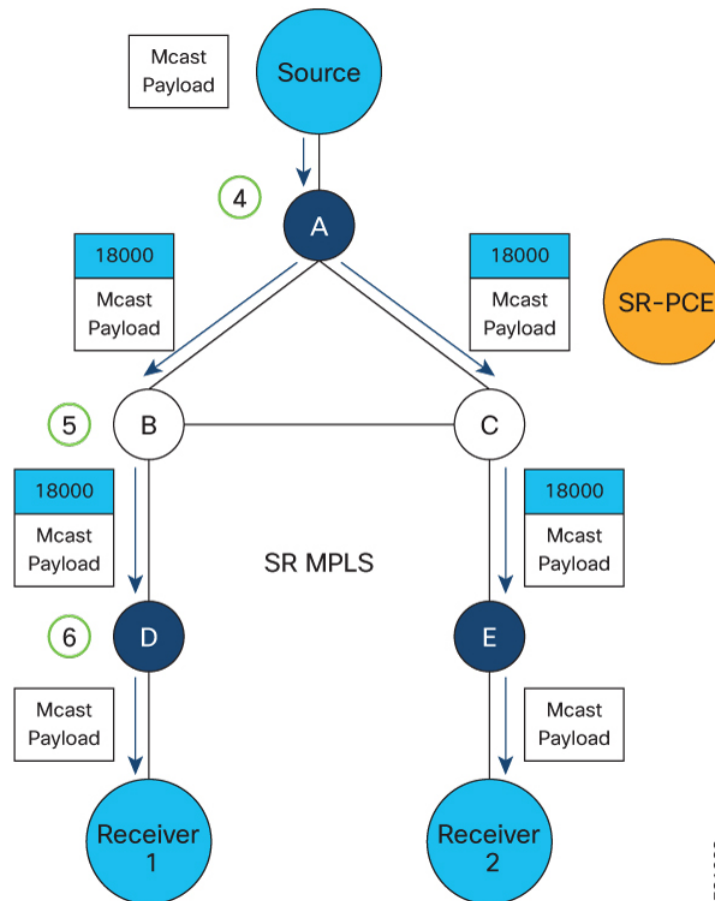 Mcast
Payload
Source
4
A
18000
Mcast
Payload
18000
Mcast
Payload
SR-PCE
5
B
C
18000
Mcast
Payload
18000
Mcast
Payload
SR MPLS
6
D
E
Mcast
Payload
Mcast
Payload
Receiver
1
Receiver
2